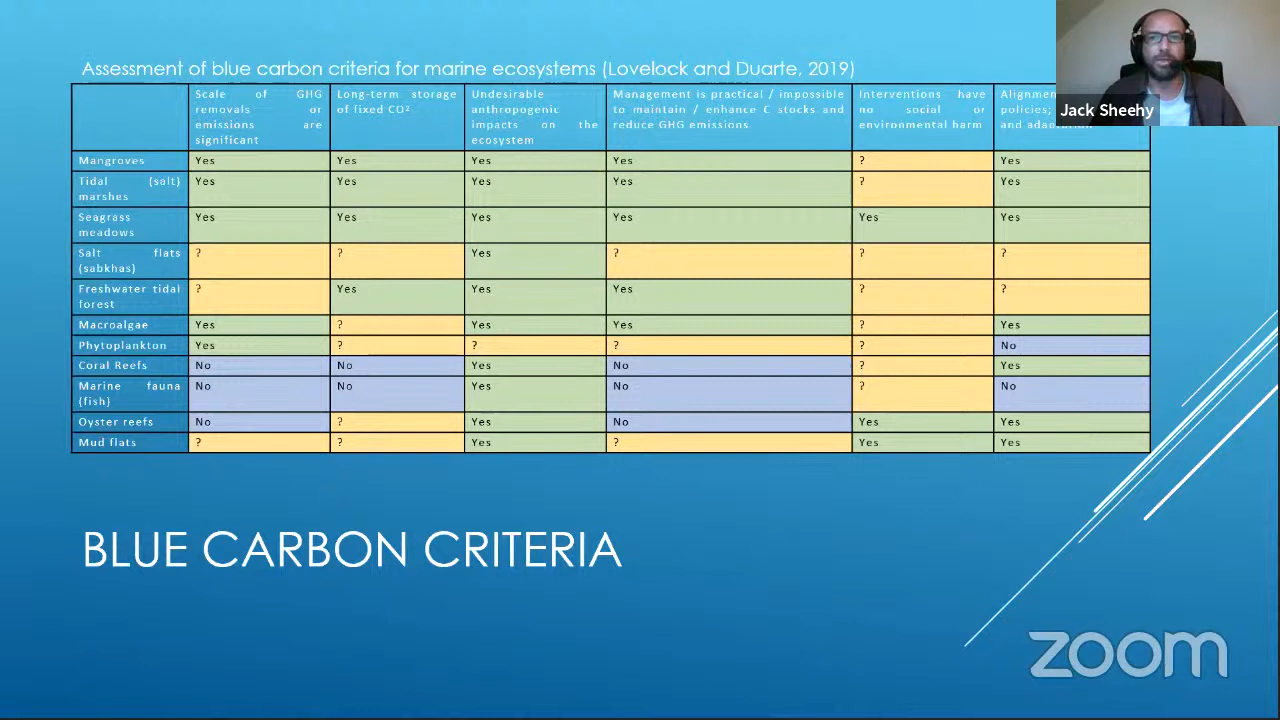 Assessment of blue carbon criteria for marine ecosystems (Lovelock and Duarte, 2019)
Scale of GHG removals or emissions are significant
Long-term storage of fixed CO²
Undesirable anthropogenic impacts on the ecosystem
Management is practical / impossible to maintain / enhance C stocks and reduce GHG emissions
Interventions have no social or environmental harm
policies;
and
Jack Sheehy
Mangroves Yes Yes Yes Yes ? Yes
Tidal (salt) marshes Yes Yes Yes Yes ? Yes
Seagrass meadows Yes Yes Yes Yes Yes Yes
Salt flats (sabkhas) ? ? Yes ? ? ?
Freshwater tidal forest ? Yes Yes Yes ? ?
Macroalgae Yes ? Yes Yes ? Yes
Phytoplankton Yes ? ? ? ? No
Coral Reefs No No Yes No ? Yes
Marine fauna (fish) No No Yes No ? No
Oyster reefs No ? Yes No Yes Yes
Mud flats ? ? Yes ? Yes Yes
BLUE CARBON CRITERIA
zoom